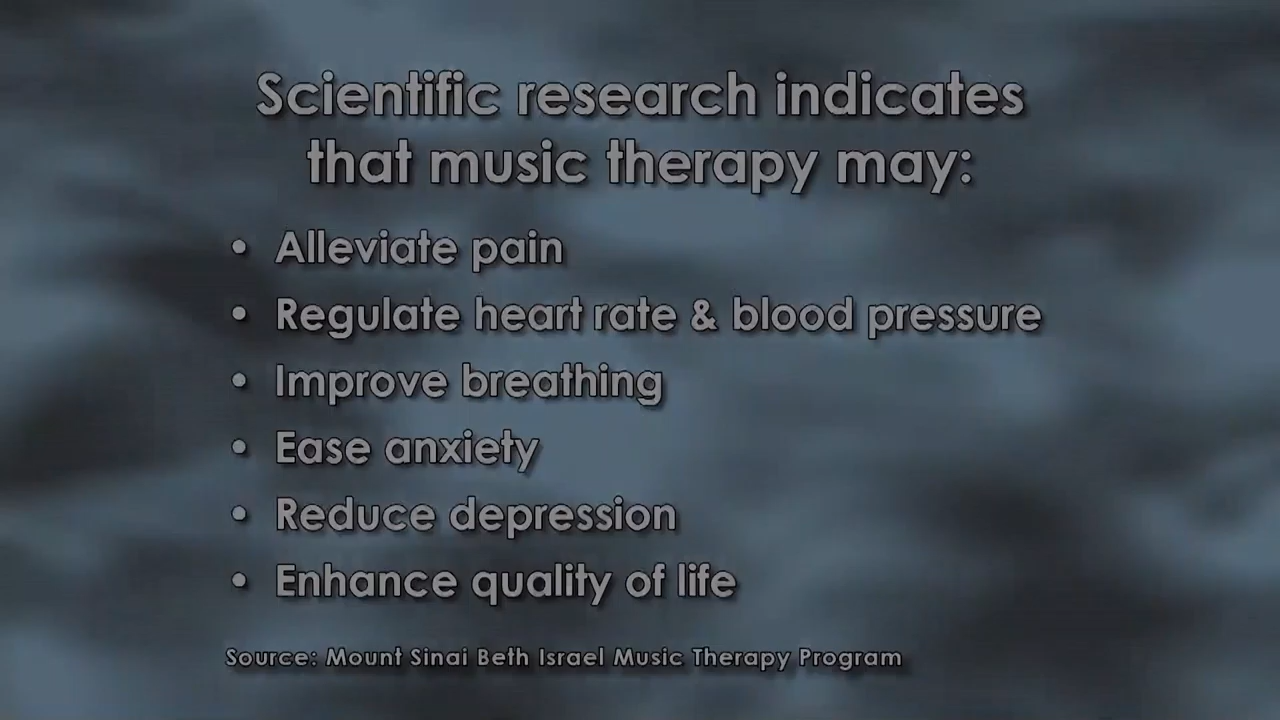 Scientific research indicates
that music therapy may:
• Alleviate pain
• Regulate heart rate & blood pressure
• Improve breathing
• Ease anxiety
• Reduce depression
• Enhance quality of life
Source: Mount Sinai Beth Israel Music Therapy Program